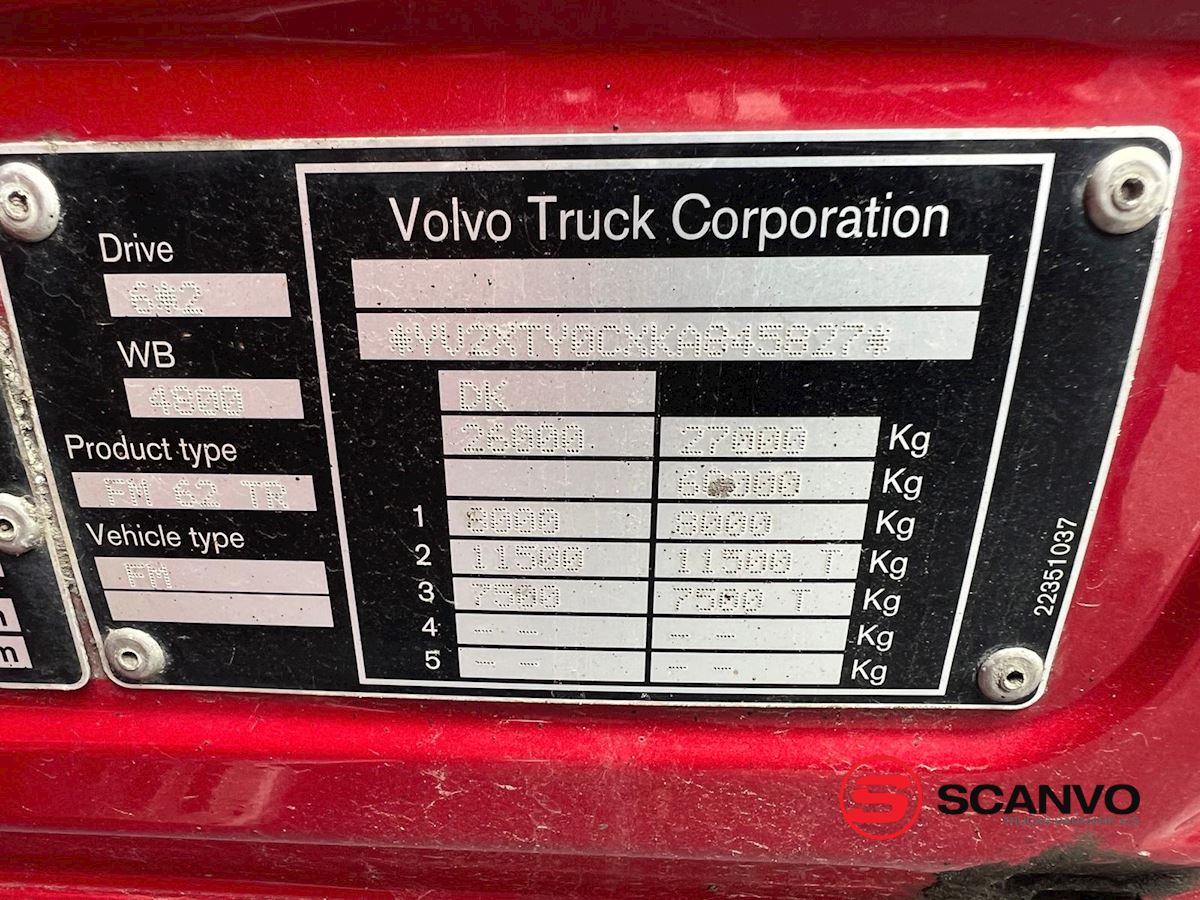 Drive
6*2
WB
4800
Product type
FM 62 TR
Vehicle type
FM
Volvo Truck Corporation
*YV2XTY0CXKA845827*
DK
26000 27000 Kg
60000 Kg
1 8000 8000 Kg
2 11500 11500 T Kg
3 7500 7500 T Kg
4 -- -- Kg
5 -- -- Kg
22351037
m
SCANVO